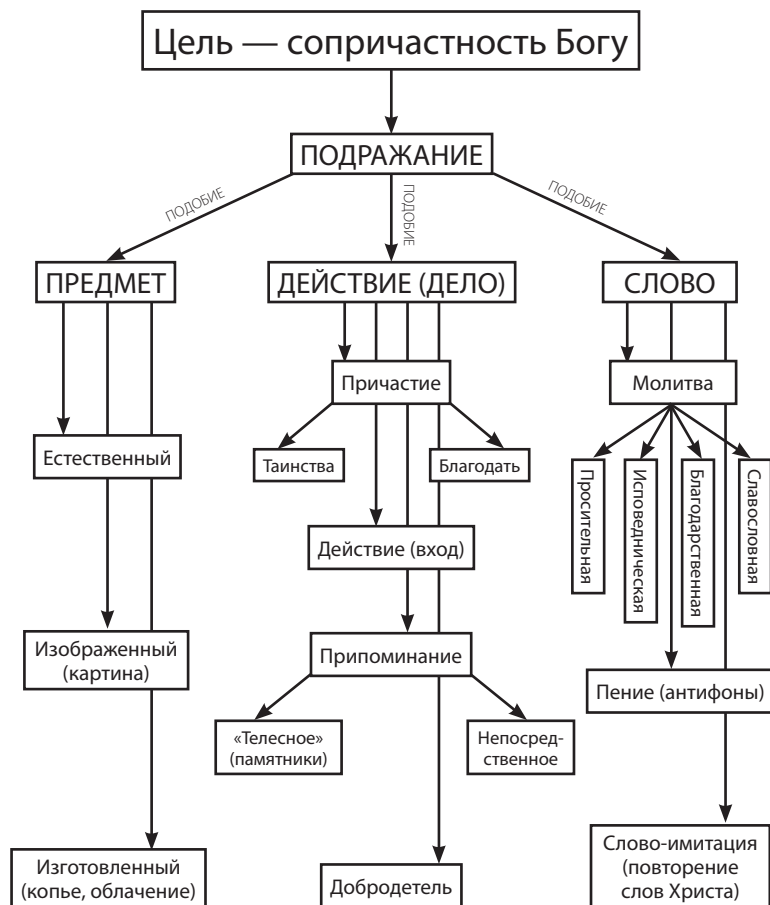 Цель — сопричастность Богу
ПОДРАЖАНИЕ
ПОДОБИЕ
ПОДОБИЕ
ПОДОБИЕ
ПРЕДМЕТ
ДЕЙСТВИЕ (ДЕЛО)
СЛОВО
Причастие
Молитва
Естественный
Таинства
Благодать
Просительная
Исповедническая
Благодарственная
Славословная
Действие (вход)
Изображенный
(картина)
Припоминание
Пение (антифоны)
«Телесное»
(памятники)
Непосред-
ственное
Изготовленный
(копье, облачение)
Добродетель
Слово-имитация
(повторение
слов Христа)